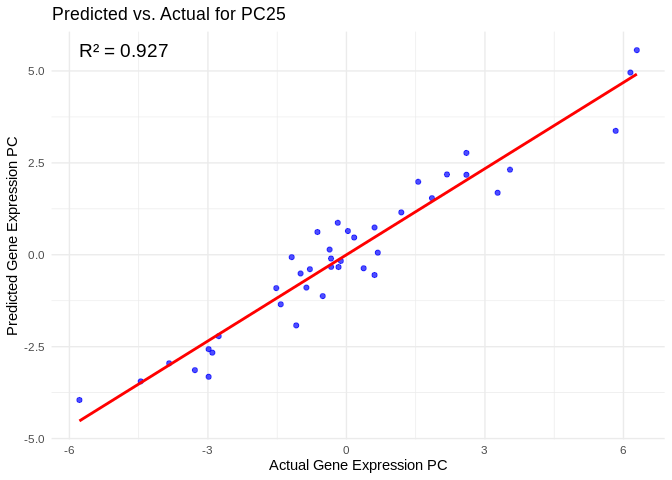 Predicted vs. Actual for PC25
R² = 0.927
Predicted Gene Expression PC
5.0
2.5
0.0
-2.5
-5.0
-6 -3 0 3 6
Actual Gene Expression PC